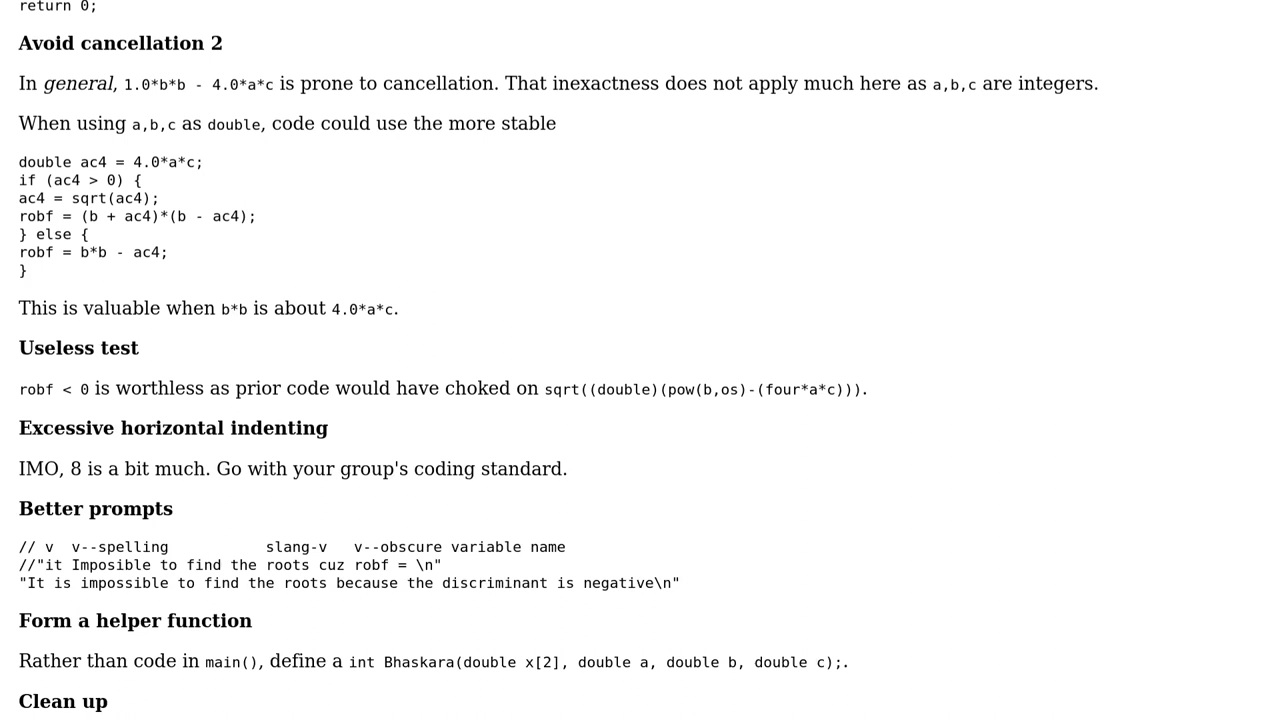 return 0;
Avoid cancellation 2
In general, 1.0*b*b - 4.0*a*c is prone to cancellation. That inexactness does not apply much here as a,b,c are integers.
When using a,b,c as double, code could use the more stable
double ac4 = 4.0*a*c;
if (ac4 > 0) {
ac4 = sqrt(ac4);
robf = (b + ac4)*(b - ac4);
} else {
robf = b*b - ac4;
}
This is valuable when b*b is about 4.0*a*c.
Useless test
robf < 0 is worthless as prior code would have choked on sqrt((double)(pow(b,os)-(four*a*c))).
Excessive horizontal indenting
IMO, 8 is a bit much. Go with your group's coding standard.
Better prompts
// v  v--spelling           slang-v   v--obscure variable name
//"it Imposible to find the roots cuz robf = \n"
"It is impossible to find the roots because the discriminant is negative\n"
Form a helper function
Rather than code in main(), define a int Bhaskara(double x[2], double a, double b, double c);.
Clean up